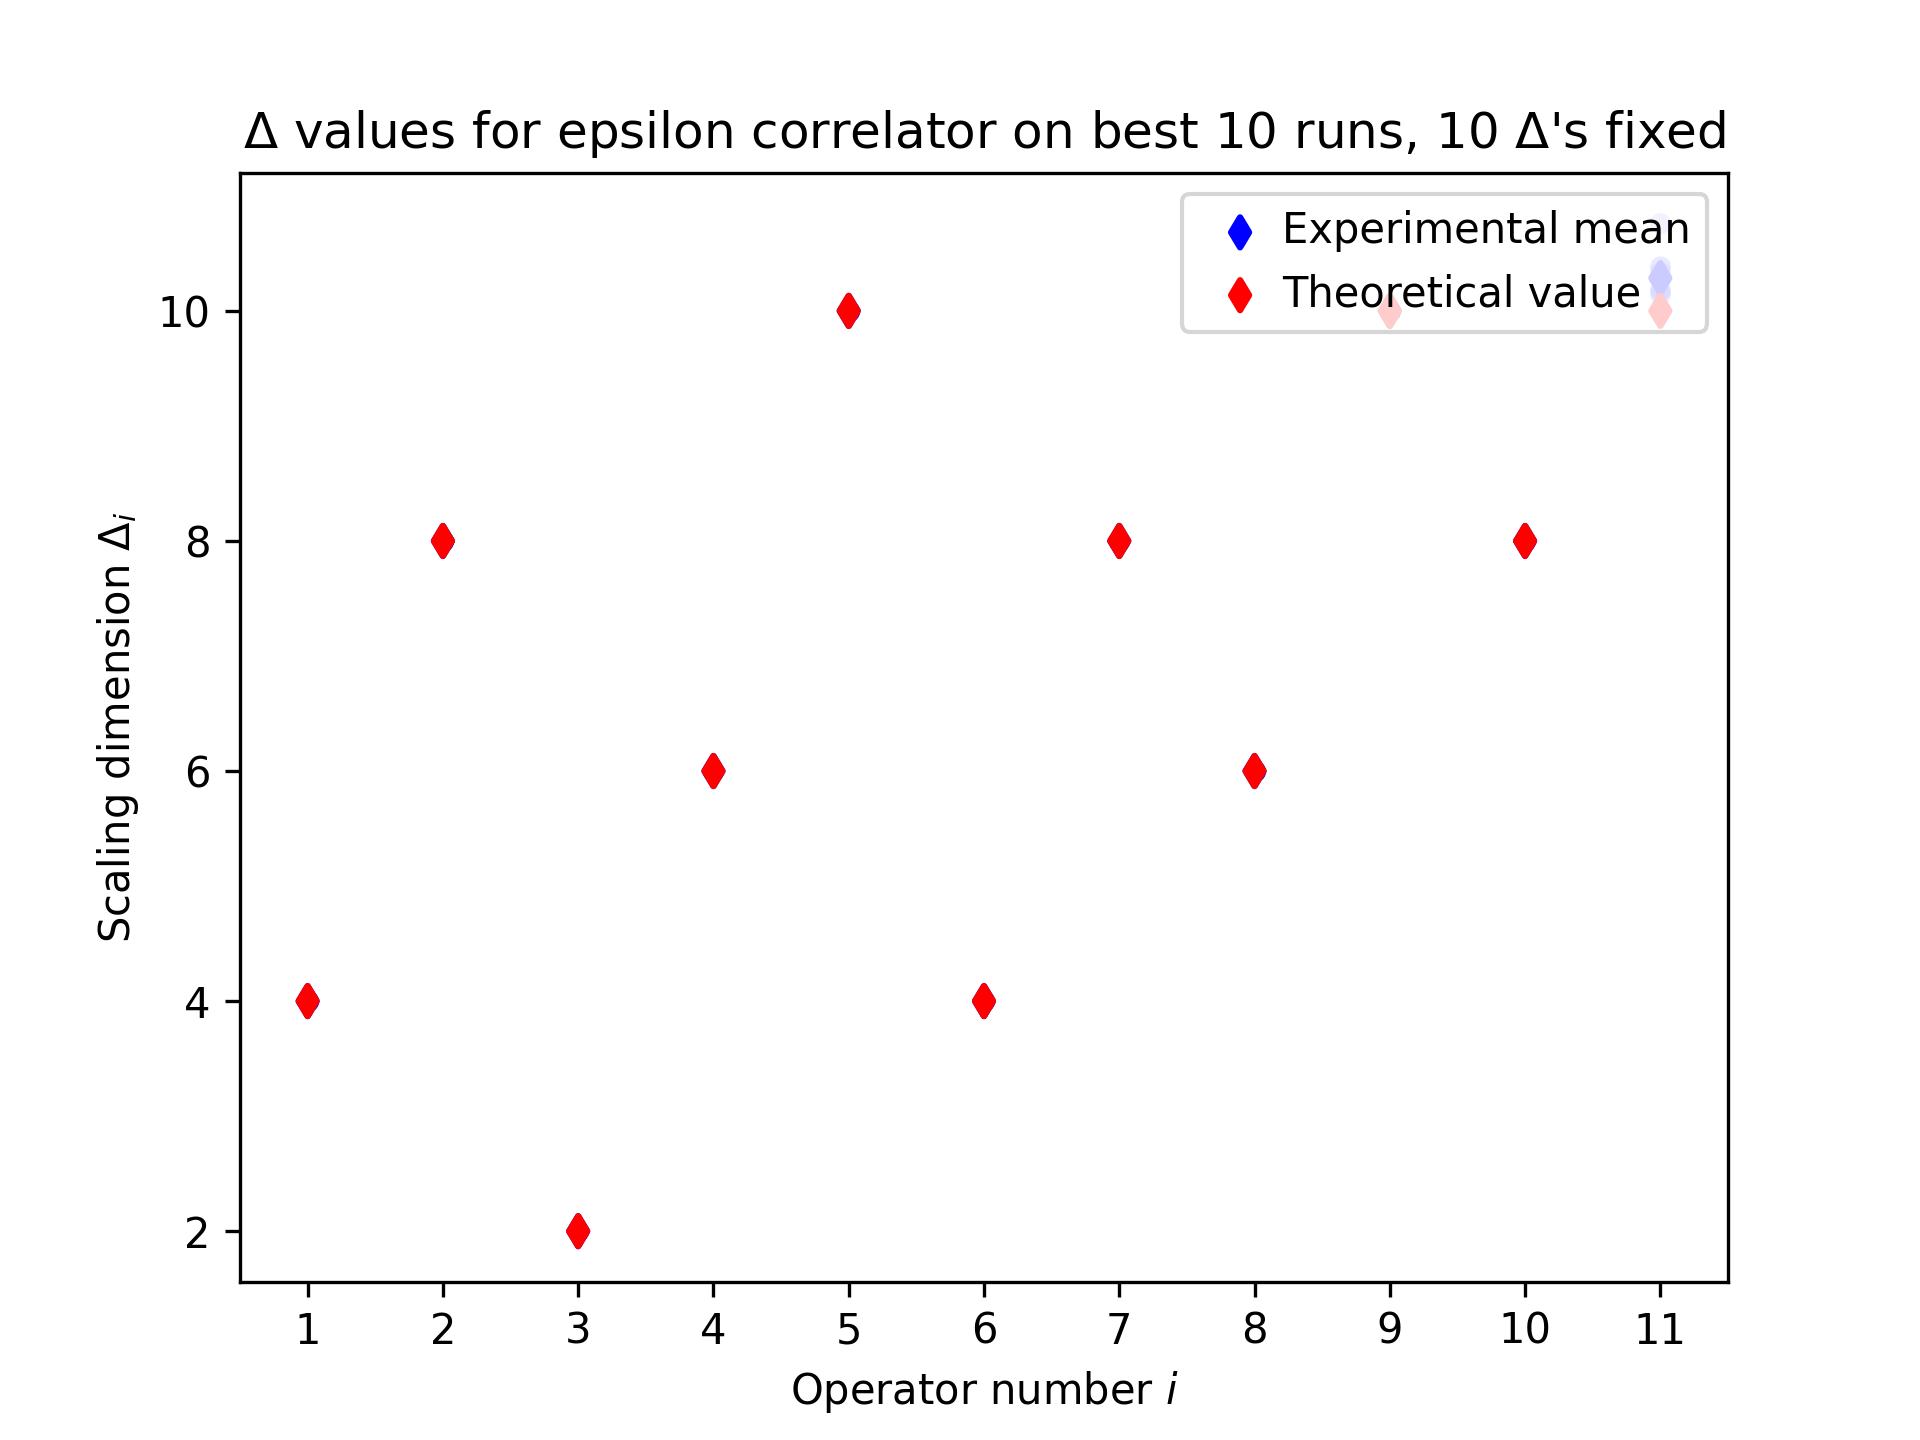 Δ values for epsilon correlator on best 10 runs, 10 Δ's fixed
Experimental mean
Theoretical value
Scaling dimension Δᵢ
10
8
6
4
2
1 2 3 4 5 6 7 8 9 10 11
Operator number i